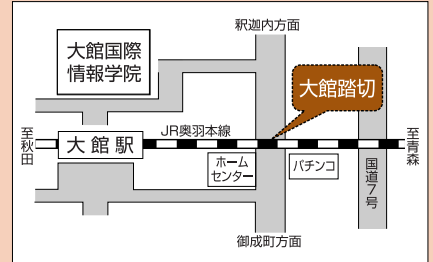 釈迦内方面
大館国際
情報学院
大館踏切
至秋田
大館駅
JR奥羽本線
至青森
ホーム
センター
パチンコ
国道7号
御成町方面